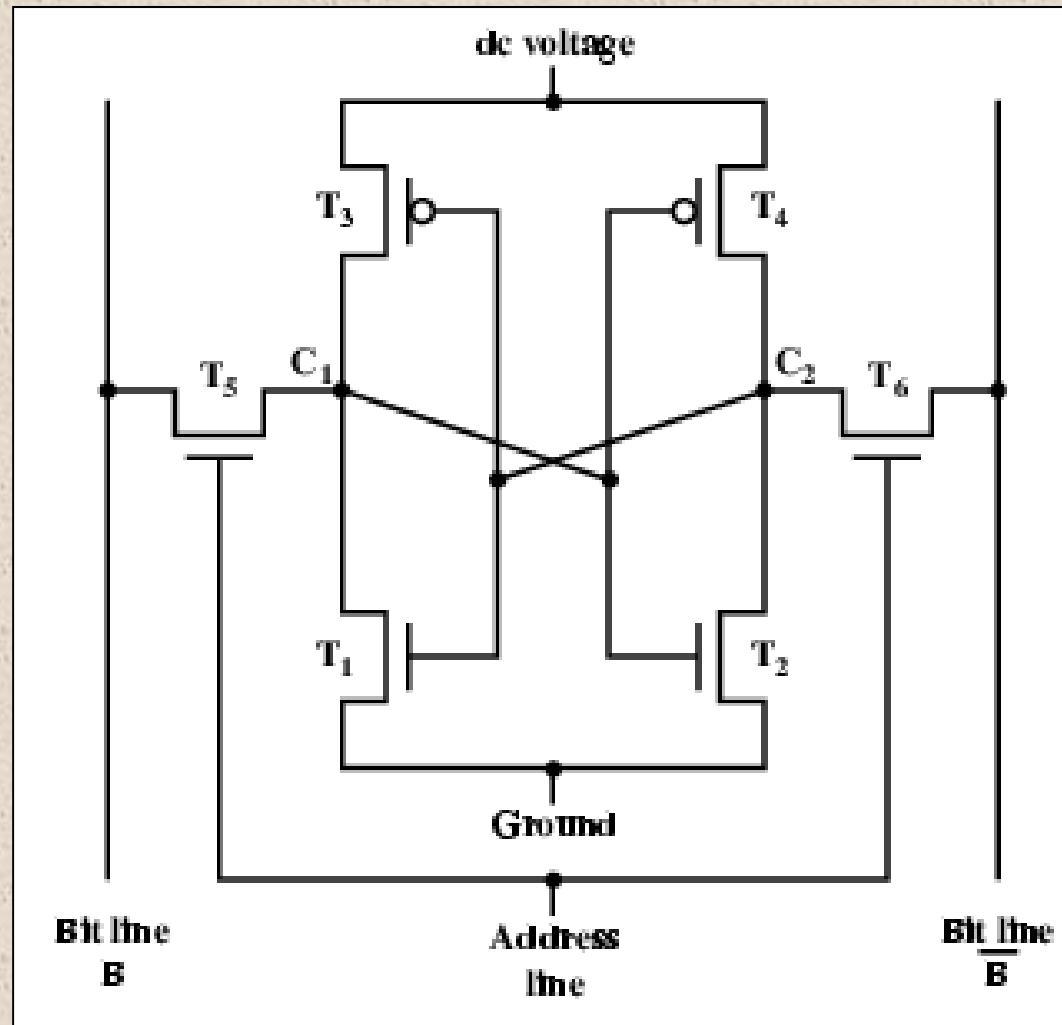 dc voltage
T3
T4
T5
C1
C2
T6
T1
T2
Ground
Bit line
B
Address
line
Bit line
B̅